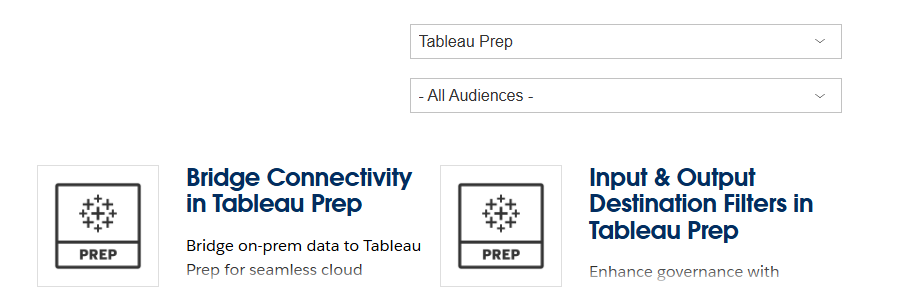 Tableau Prep
- All Audiences -
PREP
Bridge Connectivity
in Tableau Prep
Bridge on-prem data to Tableau
Prep for seamless cloud
PREP
Input & Output
Destination Filters in
Tableau Prep
Enhance governance with